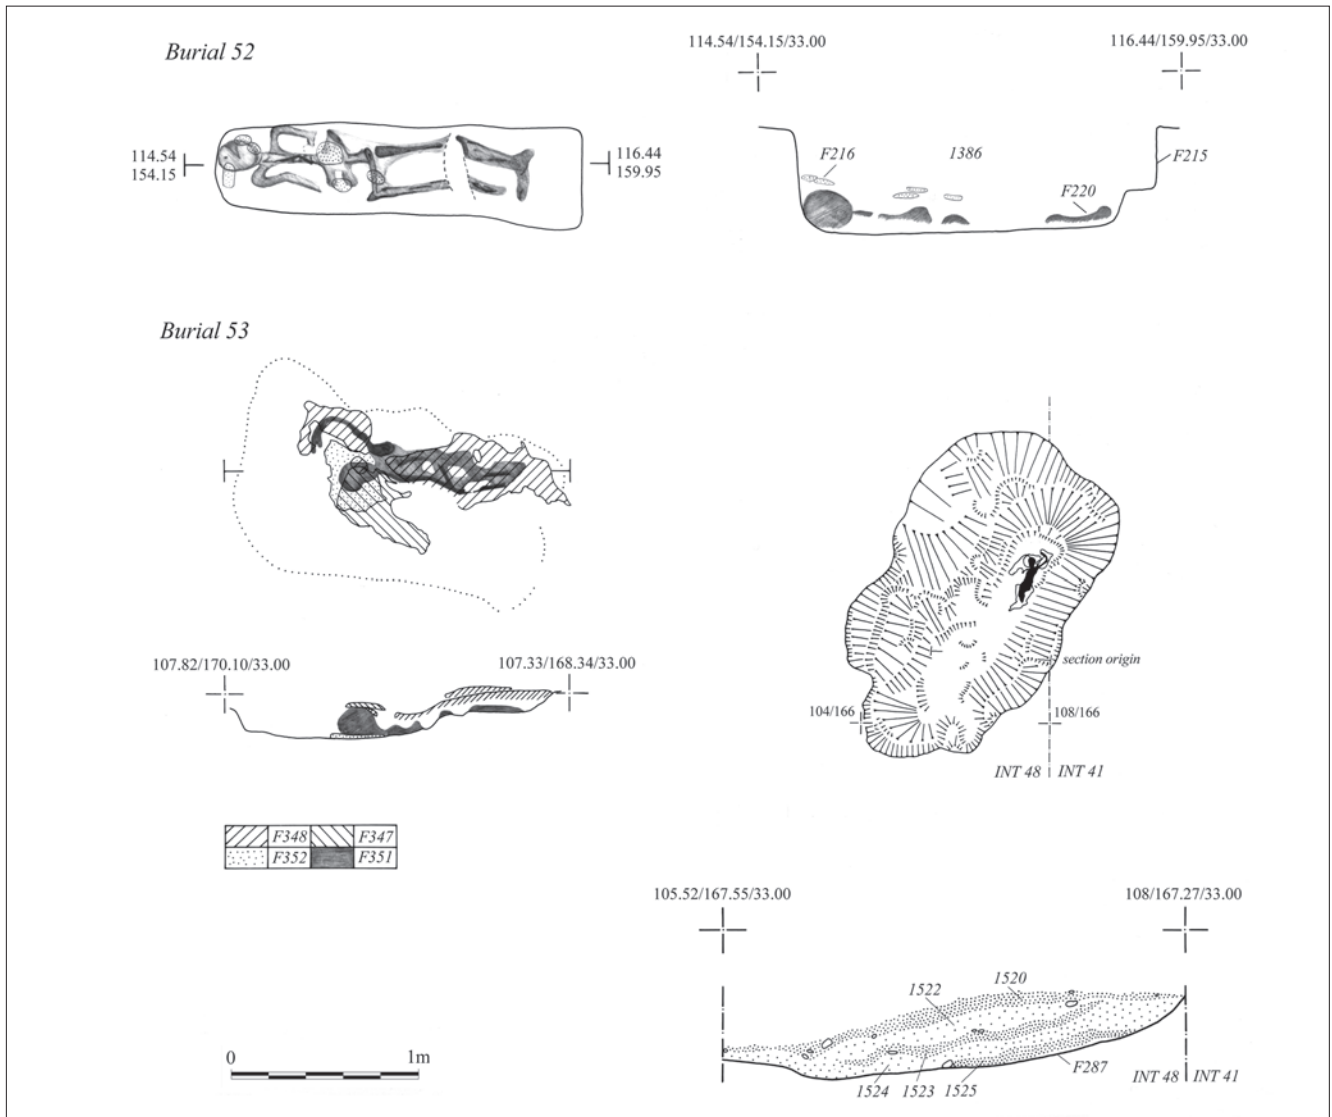 Burial 52
114.54/154.15/33.00
116.44/159.95/33.00
114.54
154.15
116.44
159.95
F216
1386
F215
F220
Burial 53
107.82/170.10/33.00
107.33/168.34/33.00
section origin
104/166
108/166
INT 48
INT 41
F348
F347
F352
F351
105.52/167.55/33.00
108/167.27/33.00
1522
1520
1524
1523
1525
F287
INT 48
INT 41
0
1m